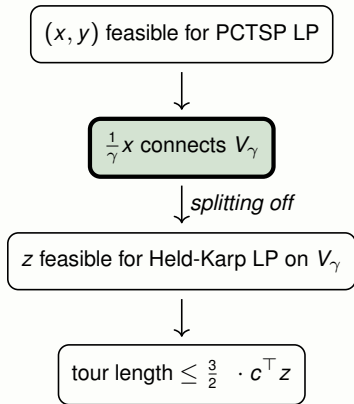 (x, y) feasible for PCTSP LP
1/γ x connects V_γ
splitting off
z feasible for Held-Karp LP on V_γ
tour length ≤ 3/2 · c^⊤ z